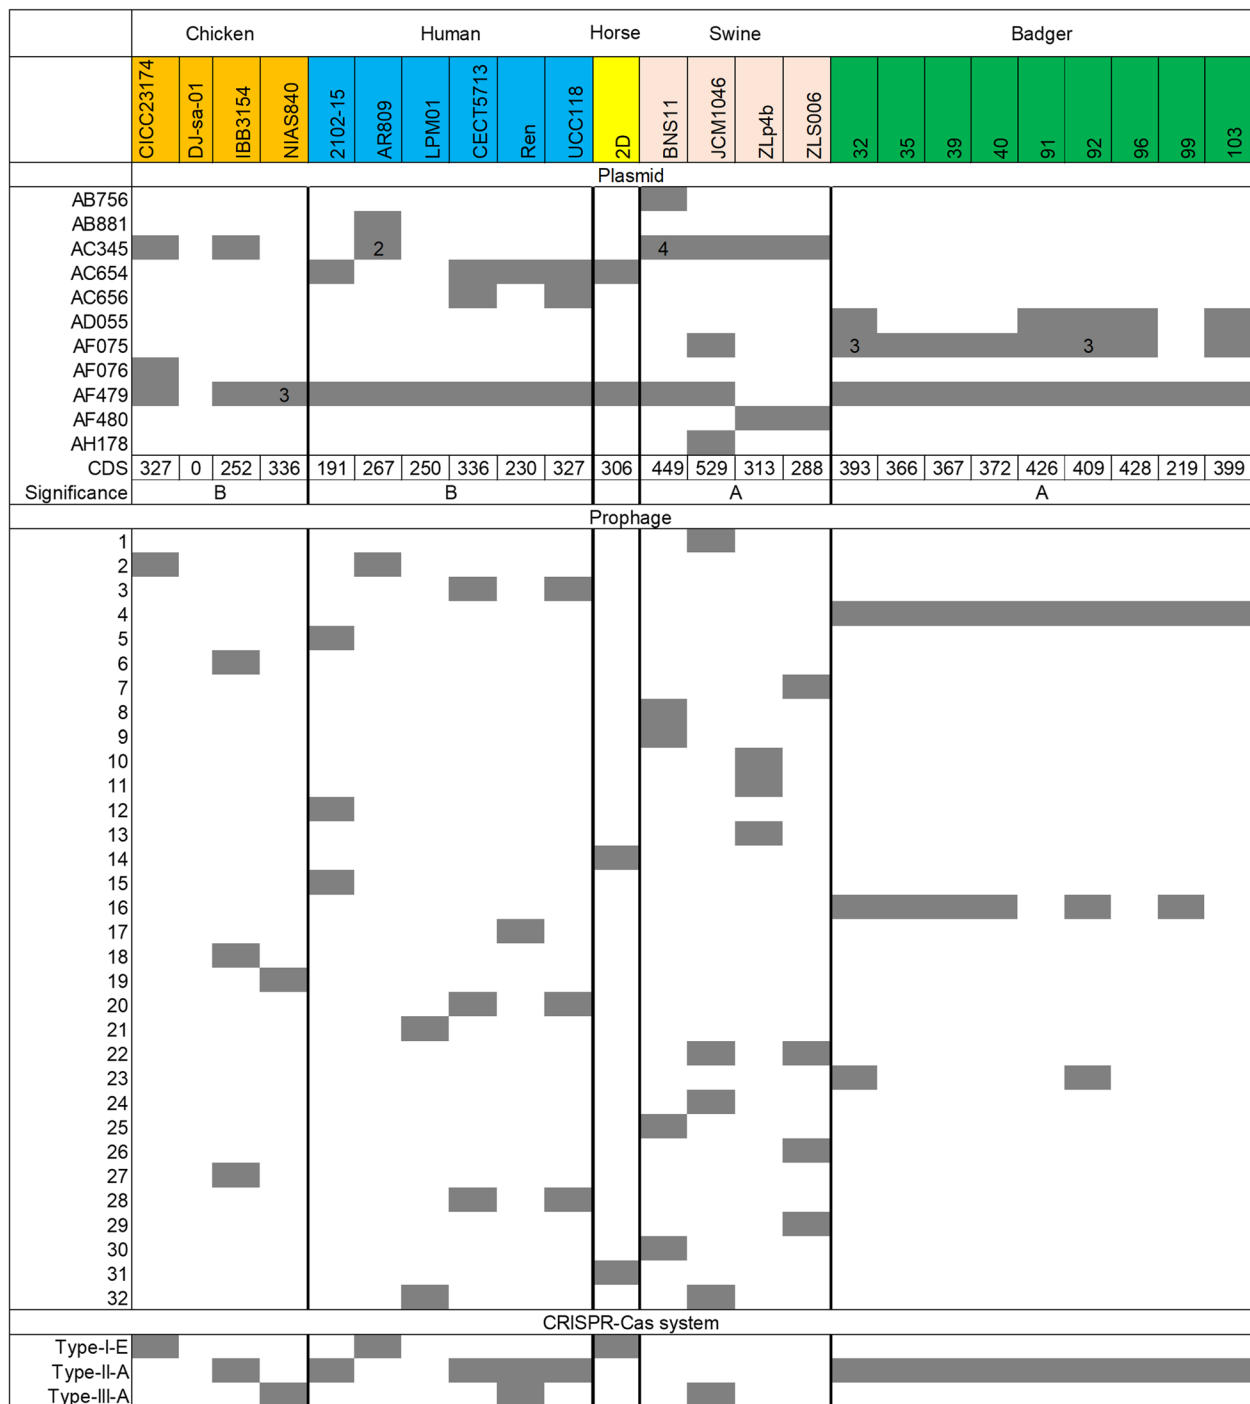 Chicken Human Horse Swine Badger
CICC23174 DJ-sa-01 IBB3154 NIAS840 2102-15 AR809 LPM01 CECT5713 Ren UCC118 2D BNS11 JCM1046 ZLp4b ZLS006 32 35 39 40 91 92 96 99 103
Plasmid
AB756
AB881
AC345 2 4
AC654
AC656
AD055
AF075 3 3
AF076
AF479 3
AF480
AH178
CDS 327 0 252 336 191 267 250 336 230 327 306 449 529 313 288 393 366 367 372 426 409 428 219 399
Significance B B A A
Prophage
1
2
3
4
5
6
7
8
9
10
11
12
13
14
15
16
17
18
19
20
21
22
23
24
25
26
27
28
29
30
31
32
CRISPR-Cas system
Type-I-E
Type-II-A
Type-III-A